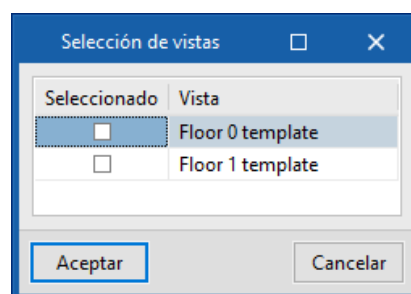 Selección de vistas
Seleccionado Vista
Floor 0 template
Floor 1 template
Aceptar Cancelar